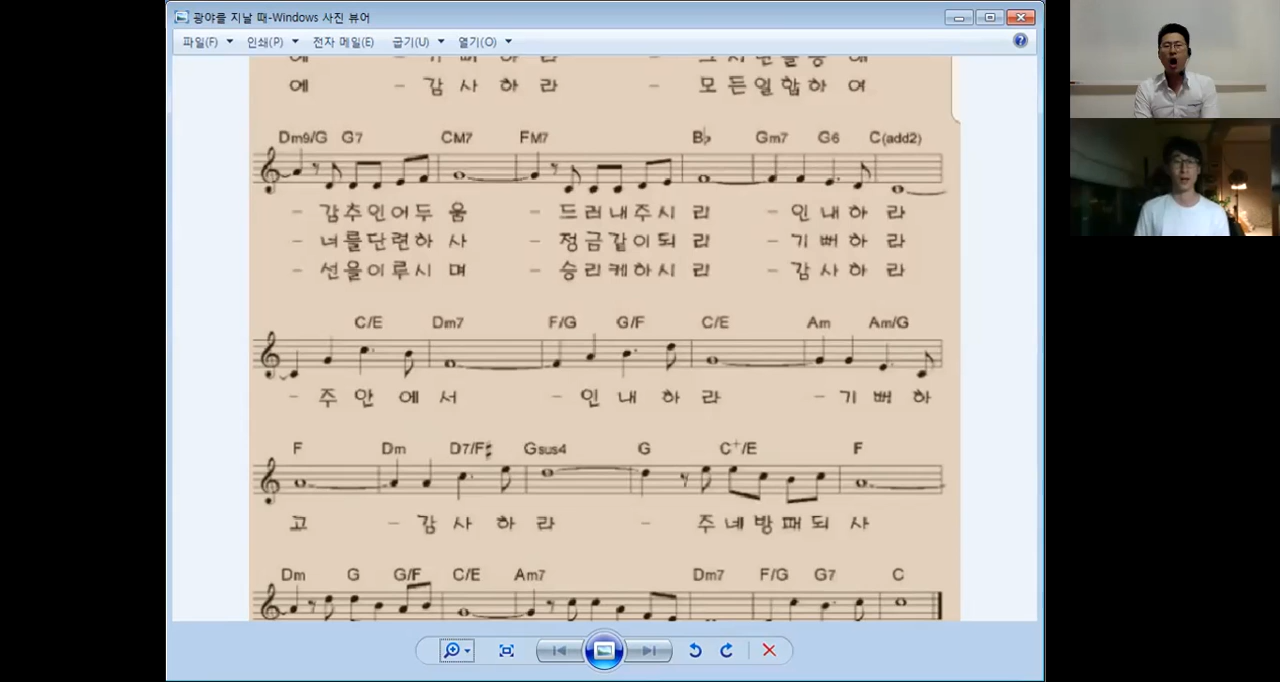 광야를 지날 때-Windows 사진 뷰어
파일(F) 인쇄(P) 전자 메일(E) 굽기(U) 열기(O)
에 - 감 사 하 라 - 모 든 일 합 하 여
Dm9/G G7 CM7 FM7 B♭ Gm7 G6 C(add2)
- 감 추 인 어 두 움 - 드 러 내 주 시 리 - 인 내 하 라
- 너 를 단 련 하 사 - 정 금 같 이 되 리 - 기 뻐 하 라
- 선 을 이 루 시 며 - 승 리 케 하 시 리 - 감 사 하 라
C/E Dm7 F/G G/F C/E Am Am/G
- 주 안 에 서 - 인 내 하 라 - 기 뻐 하
F Dm D7/F♯ Gsus4 G C⁺/E F
고 - 감 사 하 라 - 주 네 방 패 되 사
Dm G G/F C/E Am7 Dm7 F/G G7 C